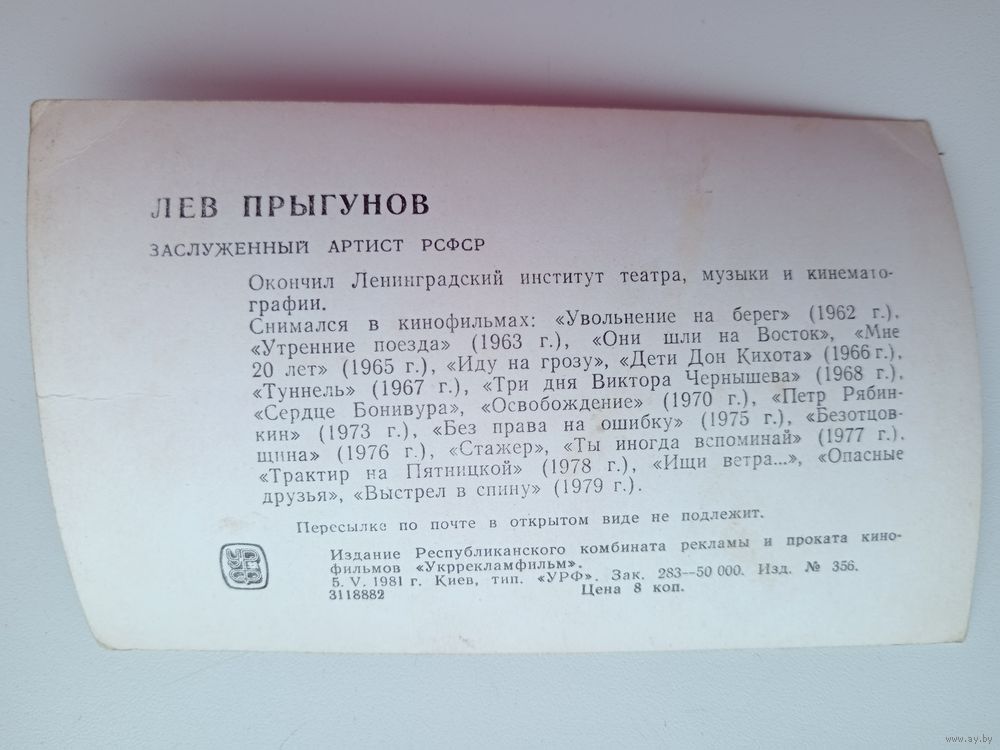 ЛЕВ ПРЫГУНОВ
ЗАСЛУЖЕННЫЙ АРТИСТ РСФСР
Окончил Ленинградский институт театра, музыки и кинемато-
графии.
Снимался в кинофильмах: «Увольнение на берег» (1962 г.),
«Утренние поезда» (1963 г.), «Они шли на Восток», «Мне
20 лет» (1965 г.), «Иду на грозу», «Дети Дон Кихота» (1966 г.),
«Туннель» (1967 г.), «Три дня Виктора Чернышева» (1968 г.),
«Сердце Бонивура», «Освобождение» (1970 г.), «Петр Рябин-
кин» (1973 г.), «Без права на ошибку» (1975 г.), «Безотцов-
щина» (1976 г.), «Стажер», «Ты иногда вспоминай» (1977 г.),
«Трактир на Пятницкой» (1978 г.), «Ищи ветра...», «Опасные
друзья», «Выстрел в спину» (1979 г.).
Пересылке по почте в открытом виде не подлежит.
Издание Республиканского комбината рекламы и проката кино-
фильмов «Укррекламфильм».
5. V. 1981 г. Киев, тип. «УРФ». Зак. 283—50 000. Изд. № 356.
3118882 Цена 8 коп.
www.ay.by